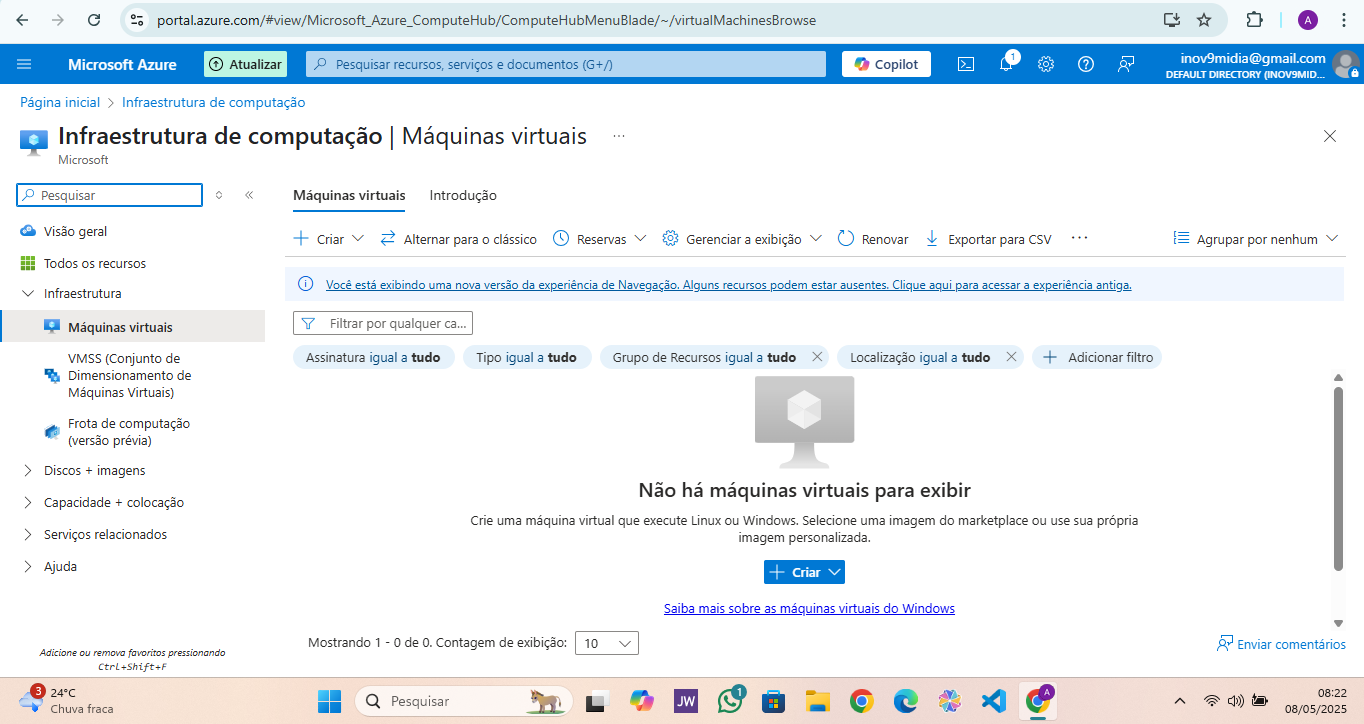 portal.azure.com/#view/Microsoft_Azure_ComputeHub/ComputeHubMenuBlade/~/virtualMachinesBrowse
A
Microsoft Azure
Atualizar
Pesquisar recursos, serviços e documentos (G+/)
Copilot
1
inov9midia@gmail.com
DEFAULT DIRECTORY (INOV9MID...
Página inicial > Infraestrutura de computação
Infraestrutura de computação | Máquinas virtuais ...
Microsoft
Pesquisar
Visão geral
Todos os recursos
Infraestrutura
Máquinas virtuais
VMSS (Conjunto de
Dimensionamento de
Máquinas Virtuais)
Frota de computação
(versão prévia)
Discos + imagens
Capacidade + colocação
Serviços relacionados
Ajuda
Adicione ou remova favoritos pressionando
Ctrl+Shift+F
Máquinas virtuais Introdução
Criar Alternar para o clássico Reservas Gerenciar a exibição Renovar Exportar para CSV ... Agrupar por nenhum
Você está exibindo uma nova versão da experiência de Navegação. Alguns recursos podem estar ausentes. Clique aqui para acessar a experiência antiga.
Filtrar por qualquer ca...
Assinatura igual a tudo Tipo igual a tudo Grupo de Recursos igual a tudo Localização igual a tudo Adicionar filtro
Não há máquinas virtuais para exibir
Crie uma máquina virtual que execute Linux ou Windows. Selecione uma imagem do marketplace ou use sua própria
imagem personalizada.
Criar
Saiba mais sobre as máquinas virtuais do Windows
Mostrando 1 - 0 de 0. Contagem de exibição: 10
Enviar comentários
3
24°C
Chuva fraca
Pesquisar
JW
1
A
08:22
08/05/2025